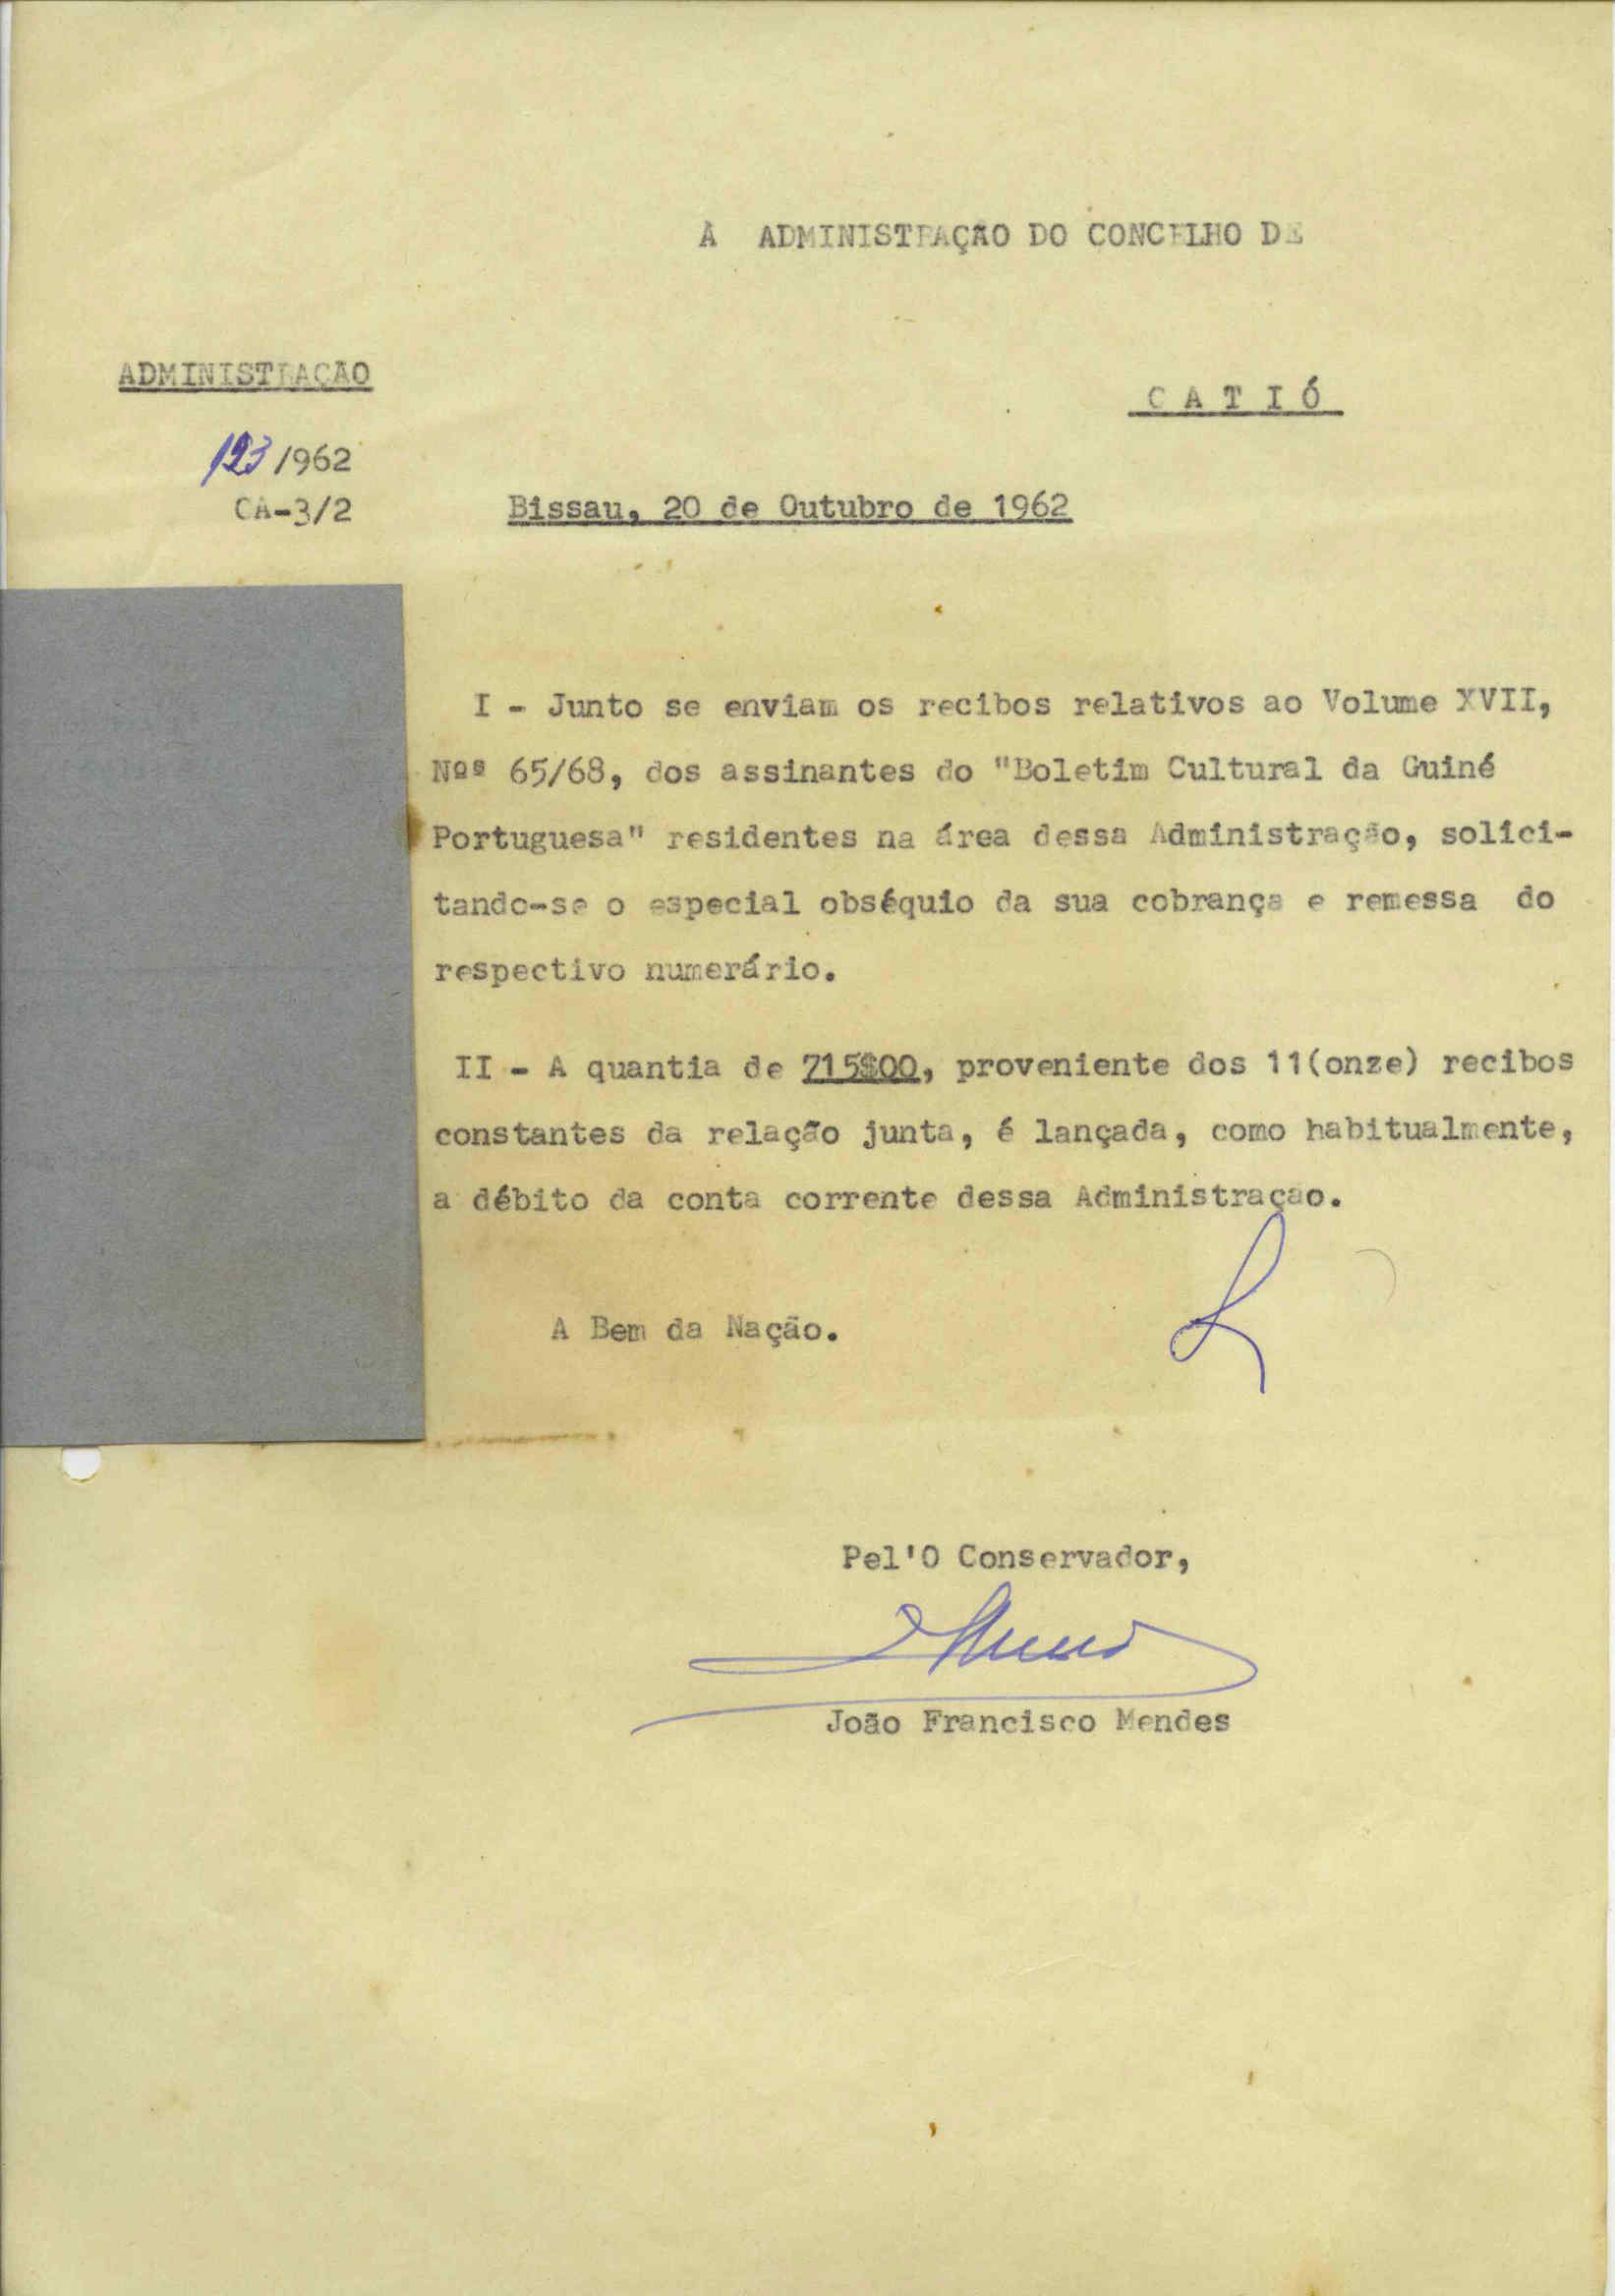 À ADMINISTRAÇÃO DO CONCELHO DE
ADMINISTRAÇÃO
C A T I Ó
123/1962
CA-3/2
Bissau, 20 de Outubro de 1962
I - Junto se enviam os recibos relativos ao Volume XVII,
Nºs 65/68, dos assinantes do "Boletim Cultural da Guiné
Portuguesa" residentes na área dessa Administração, solici-
tando-se o especial obséquio da sua cobrança e remessa do
respectivo numerário.
II - A quantia de 715$00, proveniente dos 11(onze) recibos
constantes da relação junta, é lançada, como habitualmente,
a débito da conta corrente dessa Administração.
A Bem da Nação.
Pel'O Conservador,
João Francisco Mendes